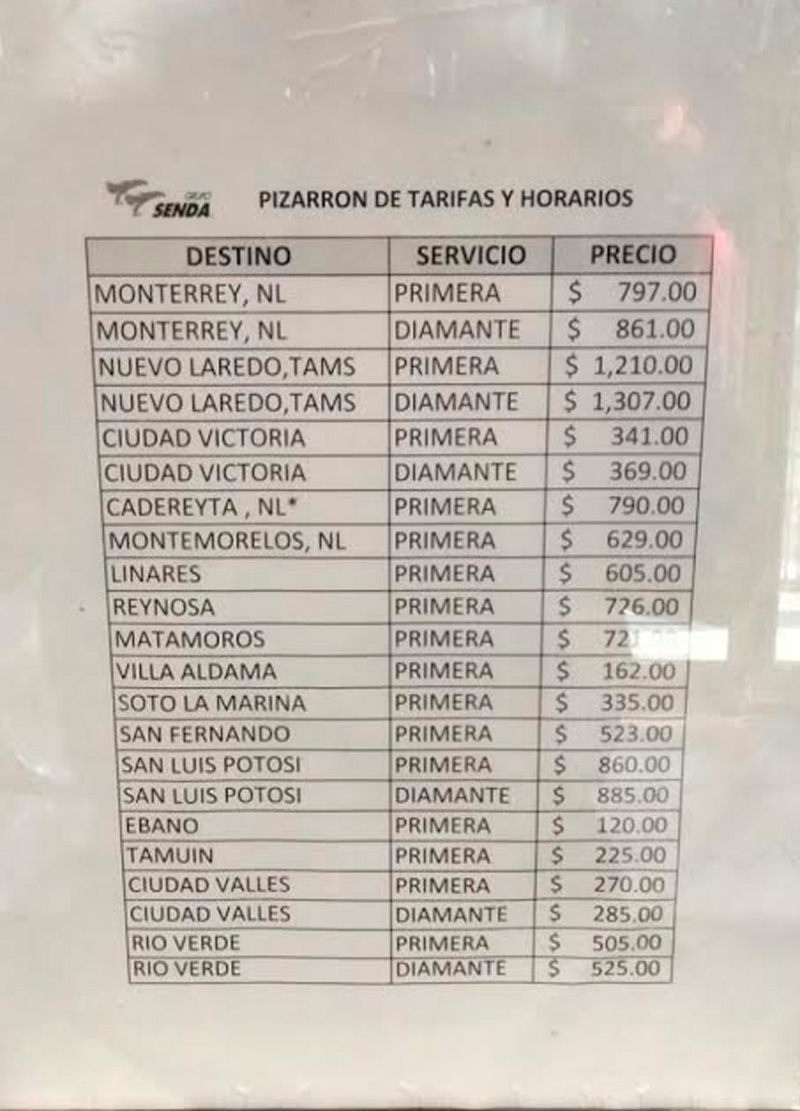 GRUPO
SENDA PIZARRON DE TARIFAS Y HORARIOS
DESTINO SERVICIO PRECIO
MONTERREY, NL PRIMERA $ 797.00
MONTERREY, NL DIAMANTE $ 861.00
NUEVO LAREDO,TAMS PRIMERA $ 1,210.00
NUEVO LAREDO,TAMS DIAMANTE $ 1,307.00
CIUDAD VICTORIA PRIMERA $ 341.00
CIUDAD VICTORIA DIAMANTE $ 369.00
CADEREYTA , NL* PRIMERA $ 790.00
MONTEMORELOS, NL PRIMERA $ 629.00
LINARES PRIMERA $ 605.00
REYNOSA PRIMERA $ 726.00
MATAMOROS PRIMERA $
VILLA ALDAMA PRIMERA $ 162.00
SOTO LA MARINA PRIMERA $ 335.00
SAN FERNANDO PRIMERA $ 523.00
SAN LUIS POTOSI PRIMERA $ 860.00
SAN LUIS POTOSI DIAMANTE $ 885.00
EBANO PRIMERA $ 120.00
TAMUIN PRIMERA $ 225.00
CIUDAD VALLES PRIMERA $ 270.00
CIUDAD VALLES DIAMANTE $ 285.00
RIO VERDE PRIMERA $ 505.00
RIO VERDE DIAMANTE $ 525.00